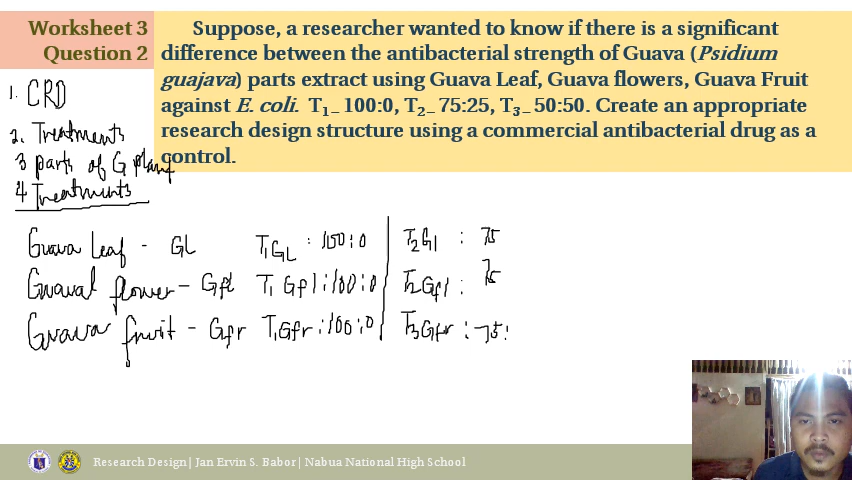 Worksheet 3
Question 2
Suppose, a researcher wanted to know if there is a significant
difference between the antibacterial strength of Guava (Psidium
guajava) parts extract using Guava Leaf, Guava flowers, Guava Fruit
against E. coli. T1– 100:0, T2– 75:25, T3– 50:50. Create an appropriate
research design structure using a commercial antibacterial drug as a
control.
1. CRD
2. Treatments
3 parts of G plant
4 Treatments
Guava Leaf - GL T1GL : 100:0 T2Gl : 75
Guaval flower - Gfl T1 Gfl : 100:0 T2Gfl : 75
Guava fruit - Gfr T1Gfr : 100:0 T3Gfr : 75:
Research Design| Jan Ervin S. Babor| Nabua National High School